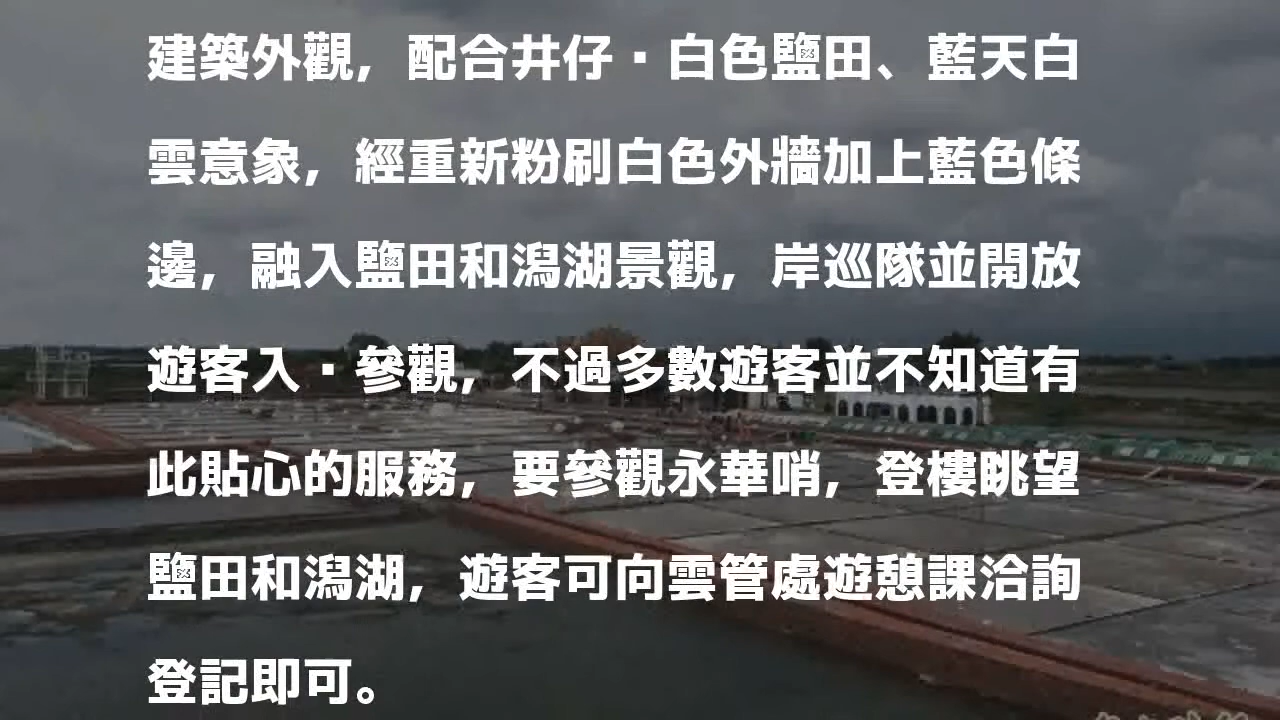 建築外觀，配合井仔▪白色鹽田、藍天白
雲意象，經重新粉刷白色外牆加上藍色條
邊，融入鹽田和潟湖景觀，岸巡隊並開放
遊客入▪參觀，不過多數遊客並不知道有
此貼心的服務，要參觀永華哨，登樓眺望
鹽田和潟湖，遊客可向雲管處遊憩課洽詢
登記即可。